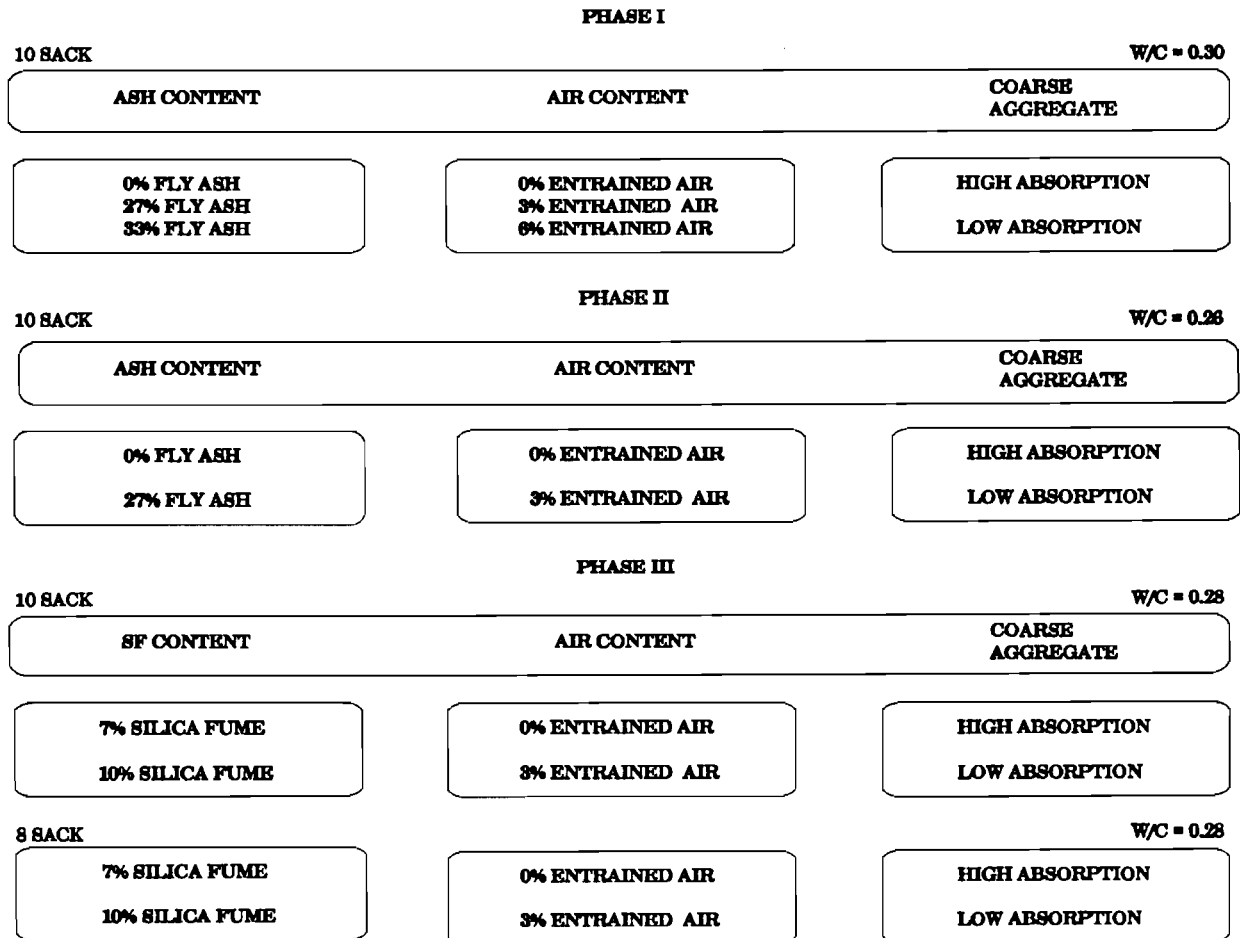 PHASE I
10 SACK W/C = 0.30
ASH CONTENT AIR CONTENT COARSE AGGREGATE
0% FLY ASH 0% ENTRAINED AIR HIGH ABSORPTION
27% FLY ASH 3% ENTRAINED AIR
33% FLY ASH 6% ENTRAINED AIR LOW ABSORPTION
PHASE II
10 SACK W/C = 0.26
ASH CONTENT AIR CONTENT COARSE AGGREGATE
0% FLY ASH 0% ENTRAINED AIR HIGH ABSORPTION
27% FLY ASH 3% ENTRAINED AIR LOW ABSORPTION
PHASE III
10 SACK W/C = 0.28
SF CONTENT AIR CONTENT COARSE AGGREGATE
7% SILICA FUME 0% ENTRAINED AIR HIGH ABSORPTION
10% SILICA FUME 3% ENTRAINED AIR LOW ABSORPTION
8 SACK W/C = 0.28
7% SILICA FUME 0% ENTRAINED AIR HIGH ABSORPTION
10% SILICA FUME 3% ENTRAINED AIR LOW ABSORPTION